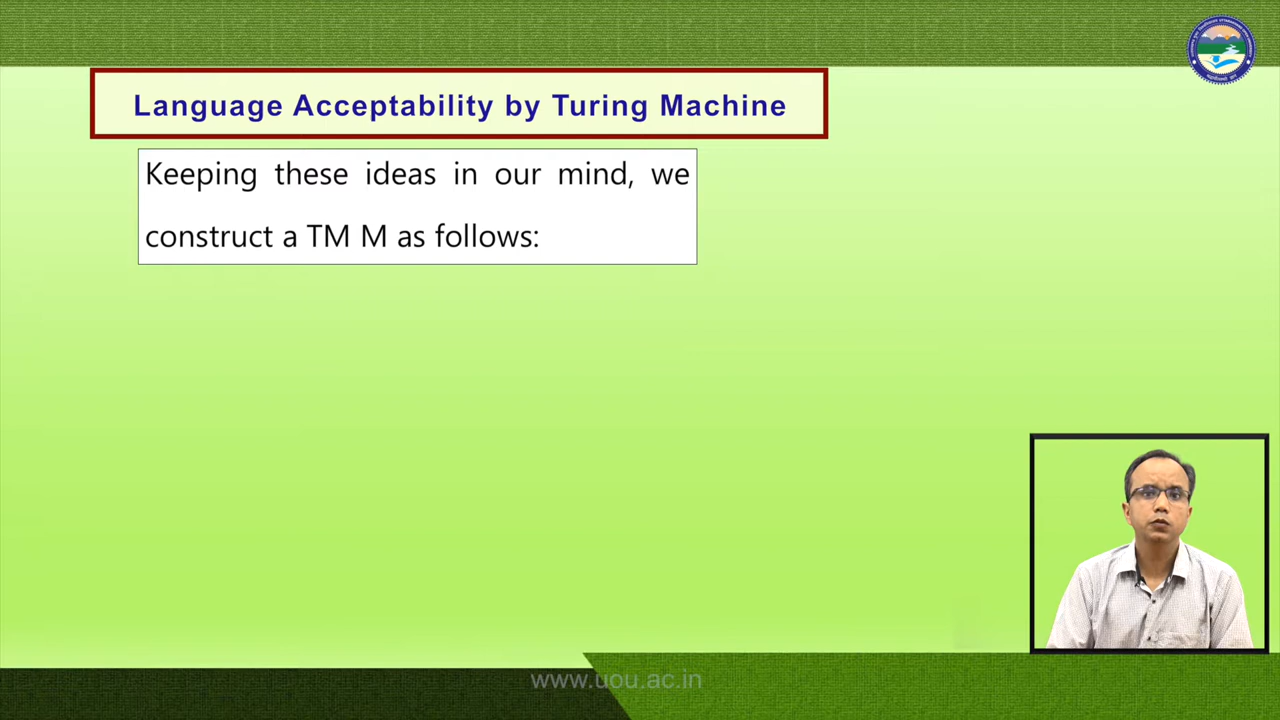 Language Acceptability by Turing Machine
Keeping these ideas in our mind, we
construct a TM M as follows:
www.uou.ac.in